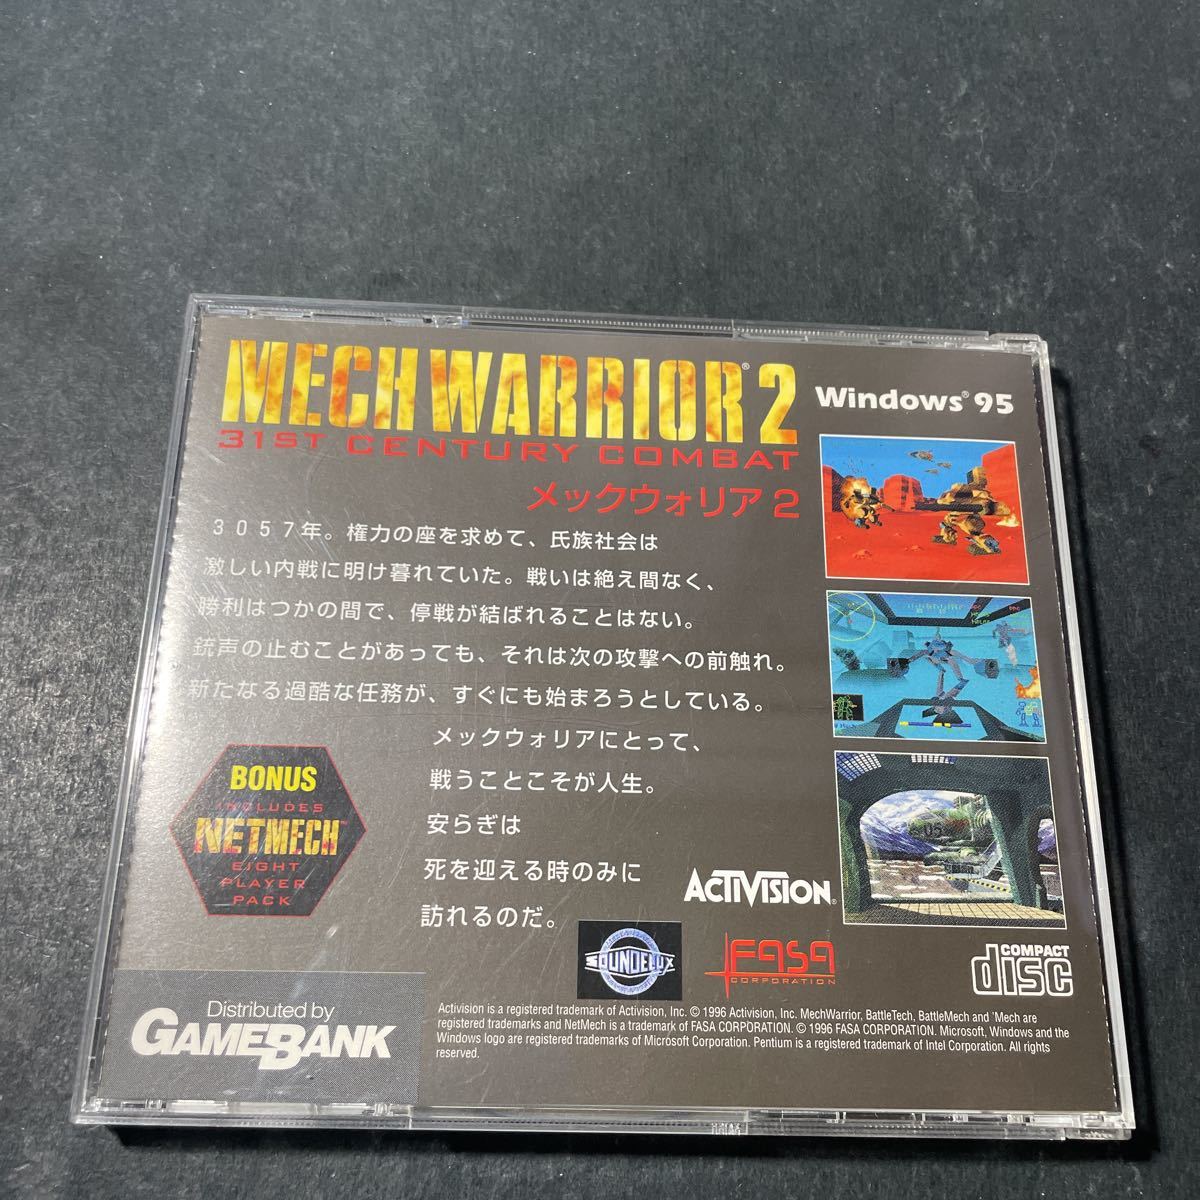 MECHWARRIOR® 2
31ST CENTURY COMBAT
メックウォリア2
Windows® 95
3057年。権力の座を求めて、氏族社会は
激しい内戦に明け暮れていた。戦いは絶え間なく、
勝利はつかの間で、停戦が結ばれることはない。
銃声の止むことがあっても、それは次の攻撃への前触れ。
新たなる過酷な任務が、すぐにも始まろうとしている。
メックウォリアにとって、
戦うことこそが人生。
安らぎは
死を迎える時のみに
訪れるのだ。
BONUS
INCLUDES
NETMECH™
EIGHT
PLAYER
PACK
ACTIVISION®
SOUNDELUX
FASA
CORPORATION
COMPACT
disc
Distributed by
GAMEBANK
Activision is a registered trademark of Activision, Inc. © 1996 Activision, Inc. MechWarrior, BattleTech, BattleMech and 'Mech are
registered trademarks and NetMech is a trademark of FASA CORPORATION. © 1996 FASA CORPORATION. Microsoft, Windows and the
Windows logo are registered trademarks of Microsoft Corporation. Pentium is a registered trademark of Intel Corporation. All rights
reserved.